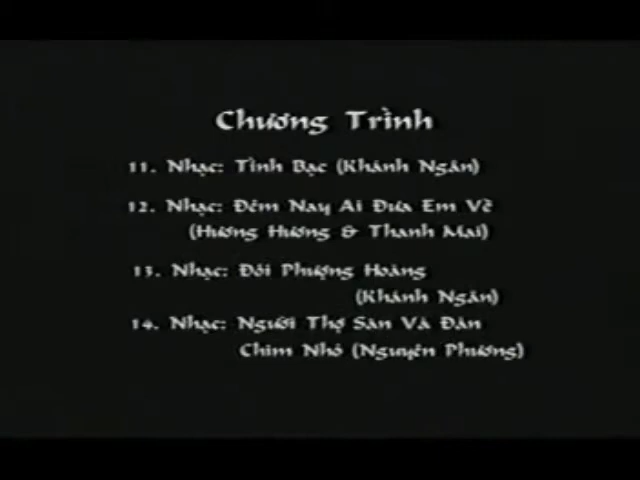 Chương Trình
11. Nhạc: Tình Bạc (Khánh Ngân)
12. Nhạc: Đêm Nay Ai Đưa Em Về
(Hương Hương & Thanh Mai)
13. Nhạc: Đôi Phượng Hoàng
(Khánh Ngân)
14. Nhạc: Người Thợ Săn Và Đàn
Chim Nhỏ (Nguyên Phương)